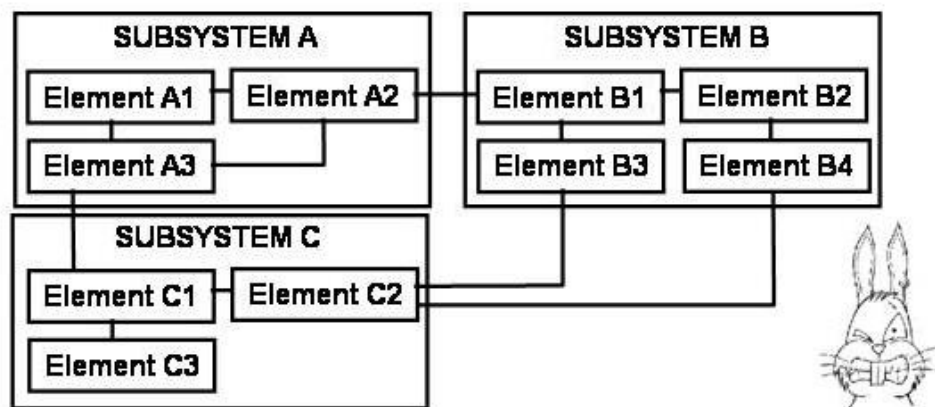 SUBSYSTEM A
Element A1
Element A2
Element A3
SUBSYSTEM B
Element B1
Element B2
Element B3
Element B4
SUBSYSTEM C
Element C1
Element C2
Element C3